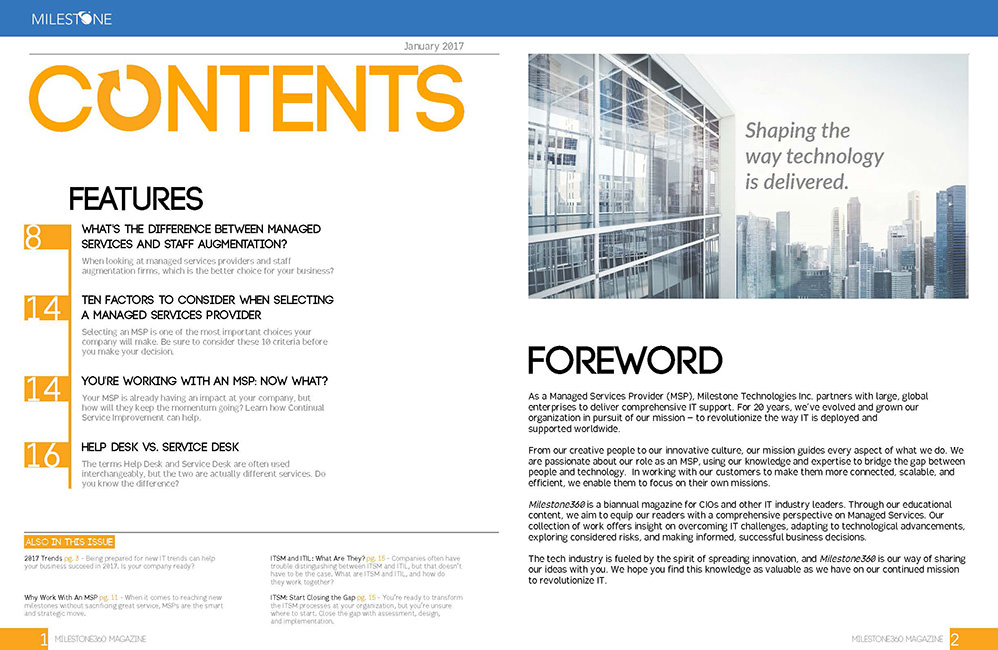 MILESTONE
January 2017
CONTENTS
FEATURES
8
WHAT'S THE DIFFERENCE BETWEEN MANAGED
SERVICES AND STAFF AUGMENTATION?
When looking at managed services providers and staff
augmentation firms, which is the better choice for your business?
14
TEN FACTORS TO CONSIDER WHEN SELECTING
A MANAGED SERVICES PROVIDER
Selecting an MSP is one of the most important choices your
company will make. Be sure to consider these 10 criteria before
you make your decision.
14
YOU'RE WORKING WITH AN MSP: NOW WHAT?
Your MSP is already having an impact at your company, but
how will they keep the momentum going? Learn how Continual
Service Improvement can help.
16
HELP DESK VS. SERVICE DESK
The terms Help Desk and Service Desk are often used
interchangeably, but the two are actually different services. Do
you know the difference?
ALSO IN THIS ISSUE
2017 Trends pg. 3 - Being prepared for new IT trends can help
your business succeed in 2017. Is your company ready?
Why Work With An MSP pg. 11 - When it comes to reaching new
milestones without sacrificing great service, MSPs are the smart
and strategic move.
ITSM and ITIL: What Are They? pg. 15 - Companies often have
trouble distinguishing between ITSM and ITIL, but that doesn't
have to be the case. What are ITSM and ITIL, and how do
they work together?
ITSM: Start Closing the Gap pg. 15 - You're ready to transform
the ITSM processes at your organization, but you're unsure
where to start. Close the gap with assessment, design,
and implementation.
1 MILESTONE360 MAGAZINE
Shaping the
way technology
is delivered.
FOREWORD
As a Managed Services Provider (MSP), Milestone Technologies Inc. partners with large, global
enterprises to deliver comprehensive IT support. For 20 years, we've evolved and grown our
organization in pursuit of our mission – to revolutionize the way IT is deployed and
supported worldwide.
From our creative people to our innovative culture, our mission guides every aspect of what we do. We
are passionate about our role as an MSP, using our knowledge and expertise to bridge the gap between
people and technology. In working with our customers to make them more connected, scalable, and
efficient, we enable them to focus on their own missions.
Milestone360 is a biannual magazine for CIOs and other IT industry leaders. Through our educational
content, we aim to equip our readers with a comprehensive perspective on Managed Services. Our
collection of work offers insight on overcoming IT challenges, adapting to technological advancements,
exploring considered risks, and making informed, successful business decisions.
The tech industry is fueled by the spirit of spreading innovation, and Milestone360 is our way of sharing
our ideas with you. We hope you find this knowledge as valuable as we have on our continued mission
to revolutionize IT.
MILESTONE360 MAGAZINE 2